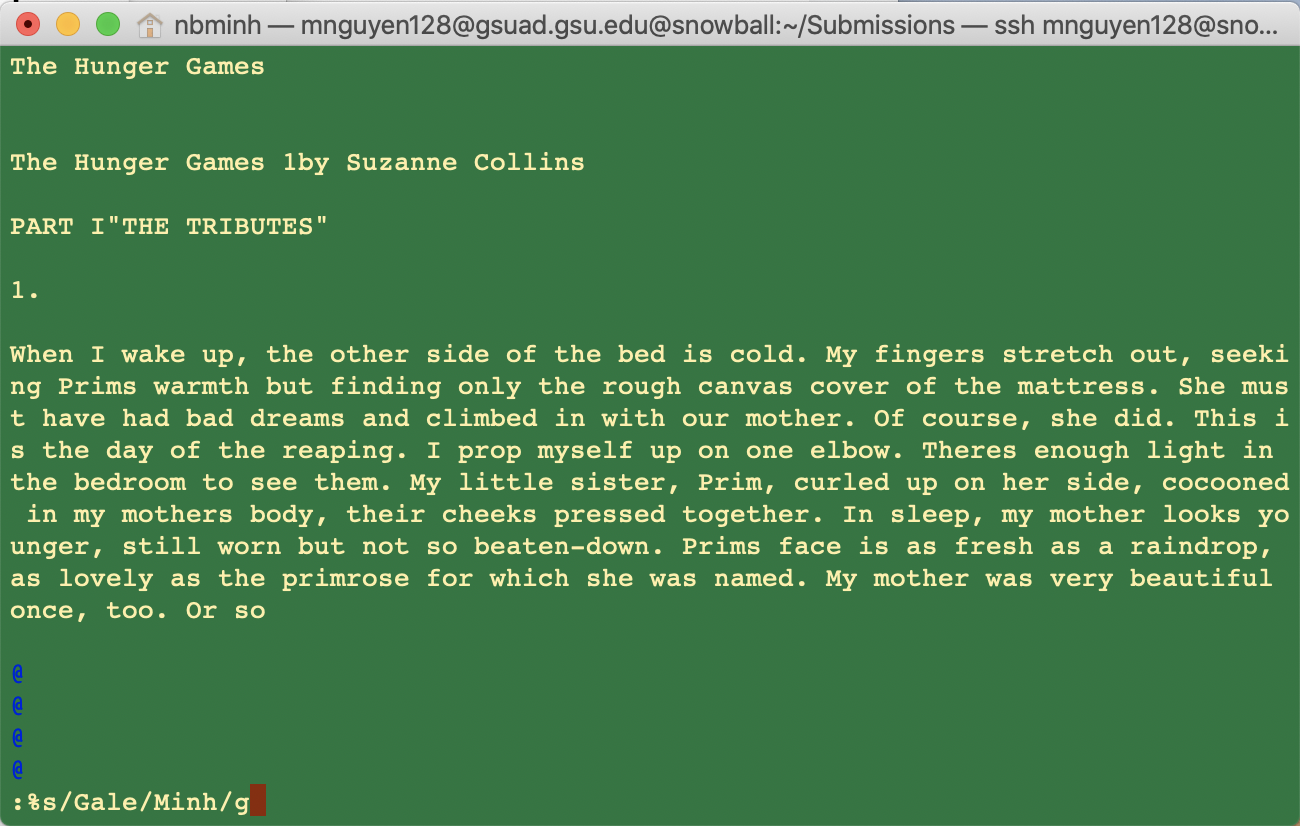 nbminh — mnguyen128@gsuad.gsu.edu@snowball:~/Submissions — ssh mnguyen128@sno...
The Hunger Games
The Hunger Games 1by Suzanne Collins
PART I"THE TRIBUTES"
1.
When I wake up, the other side of the bed is cold. My fingers stretch out, seeki
ng Prims warmth but finding only the rough canvas cover of the mattress. She mus
t have had bad dreams and climbed in with our mother. Of course, she did. This i
s the day of the reaping. I prop myself up on one elbow. Theres enough light in
the bedroom to see them. My little sister, Prim, curled up on her side, cocooned
 in my mothers body, their cheeks pressed together. In sleep, my mother looks yo
unger, still worn but not so beaten-down. Prims face is as fresh as a raindrop,
as lovely as the primrose for which she was named. My mother was very beautiful
once, too. Or so
@
@
@
@
:%s/Gale/Minh/g